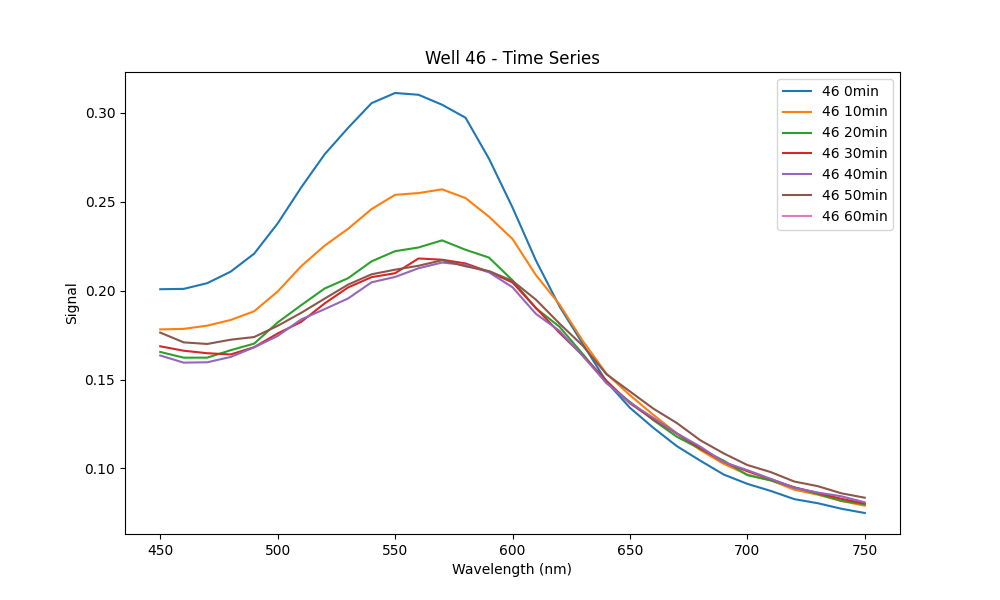 Well 46 - Time Series
46 0min
46 10min
46 20min
46 30min
46 40min
46 50min
46 60min
Signal
0.30
0.25
0.20
0.15
0.10
450 500 550 600 650 700 750
Wavelength (nm)